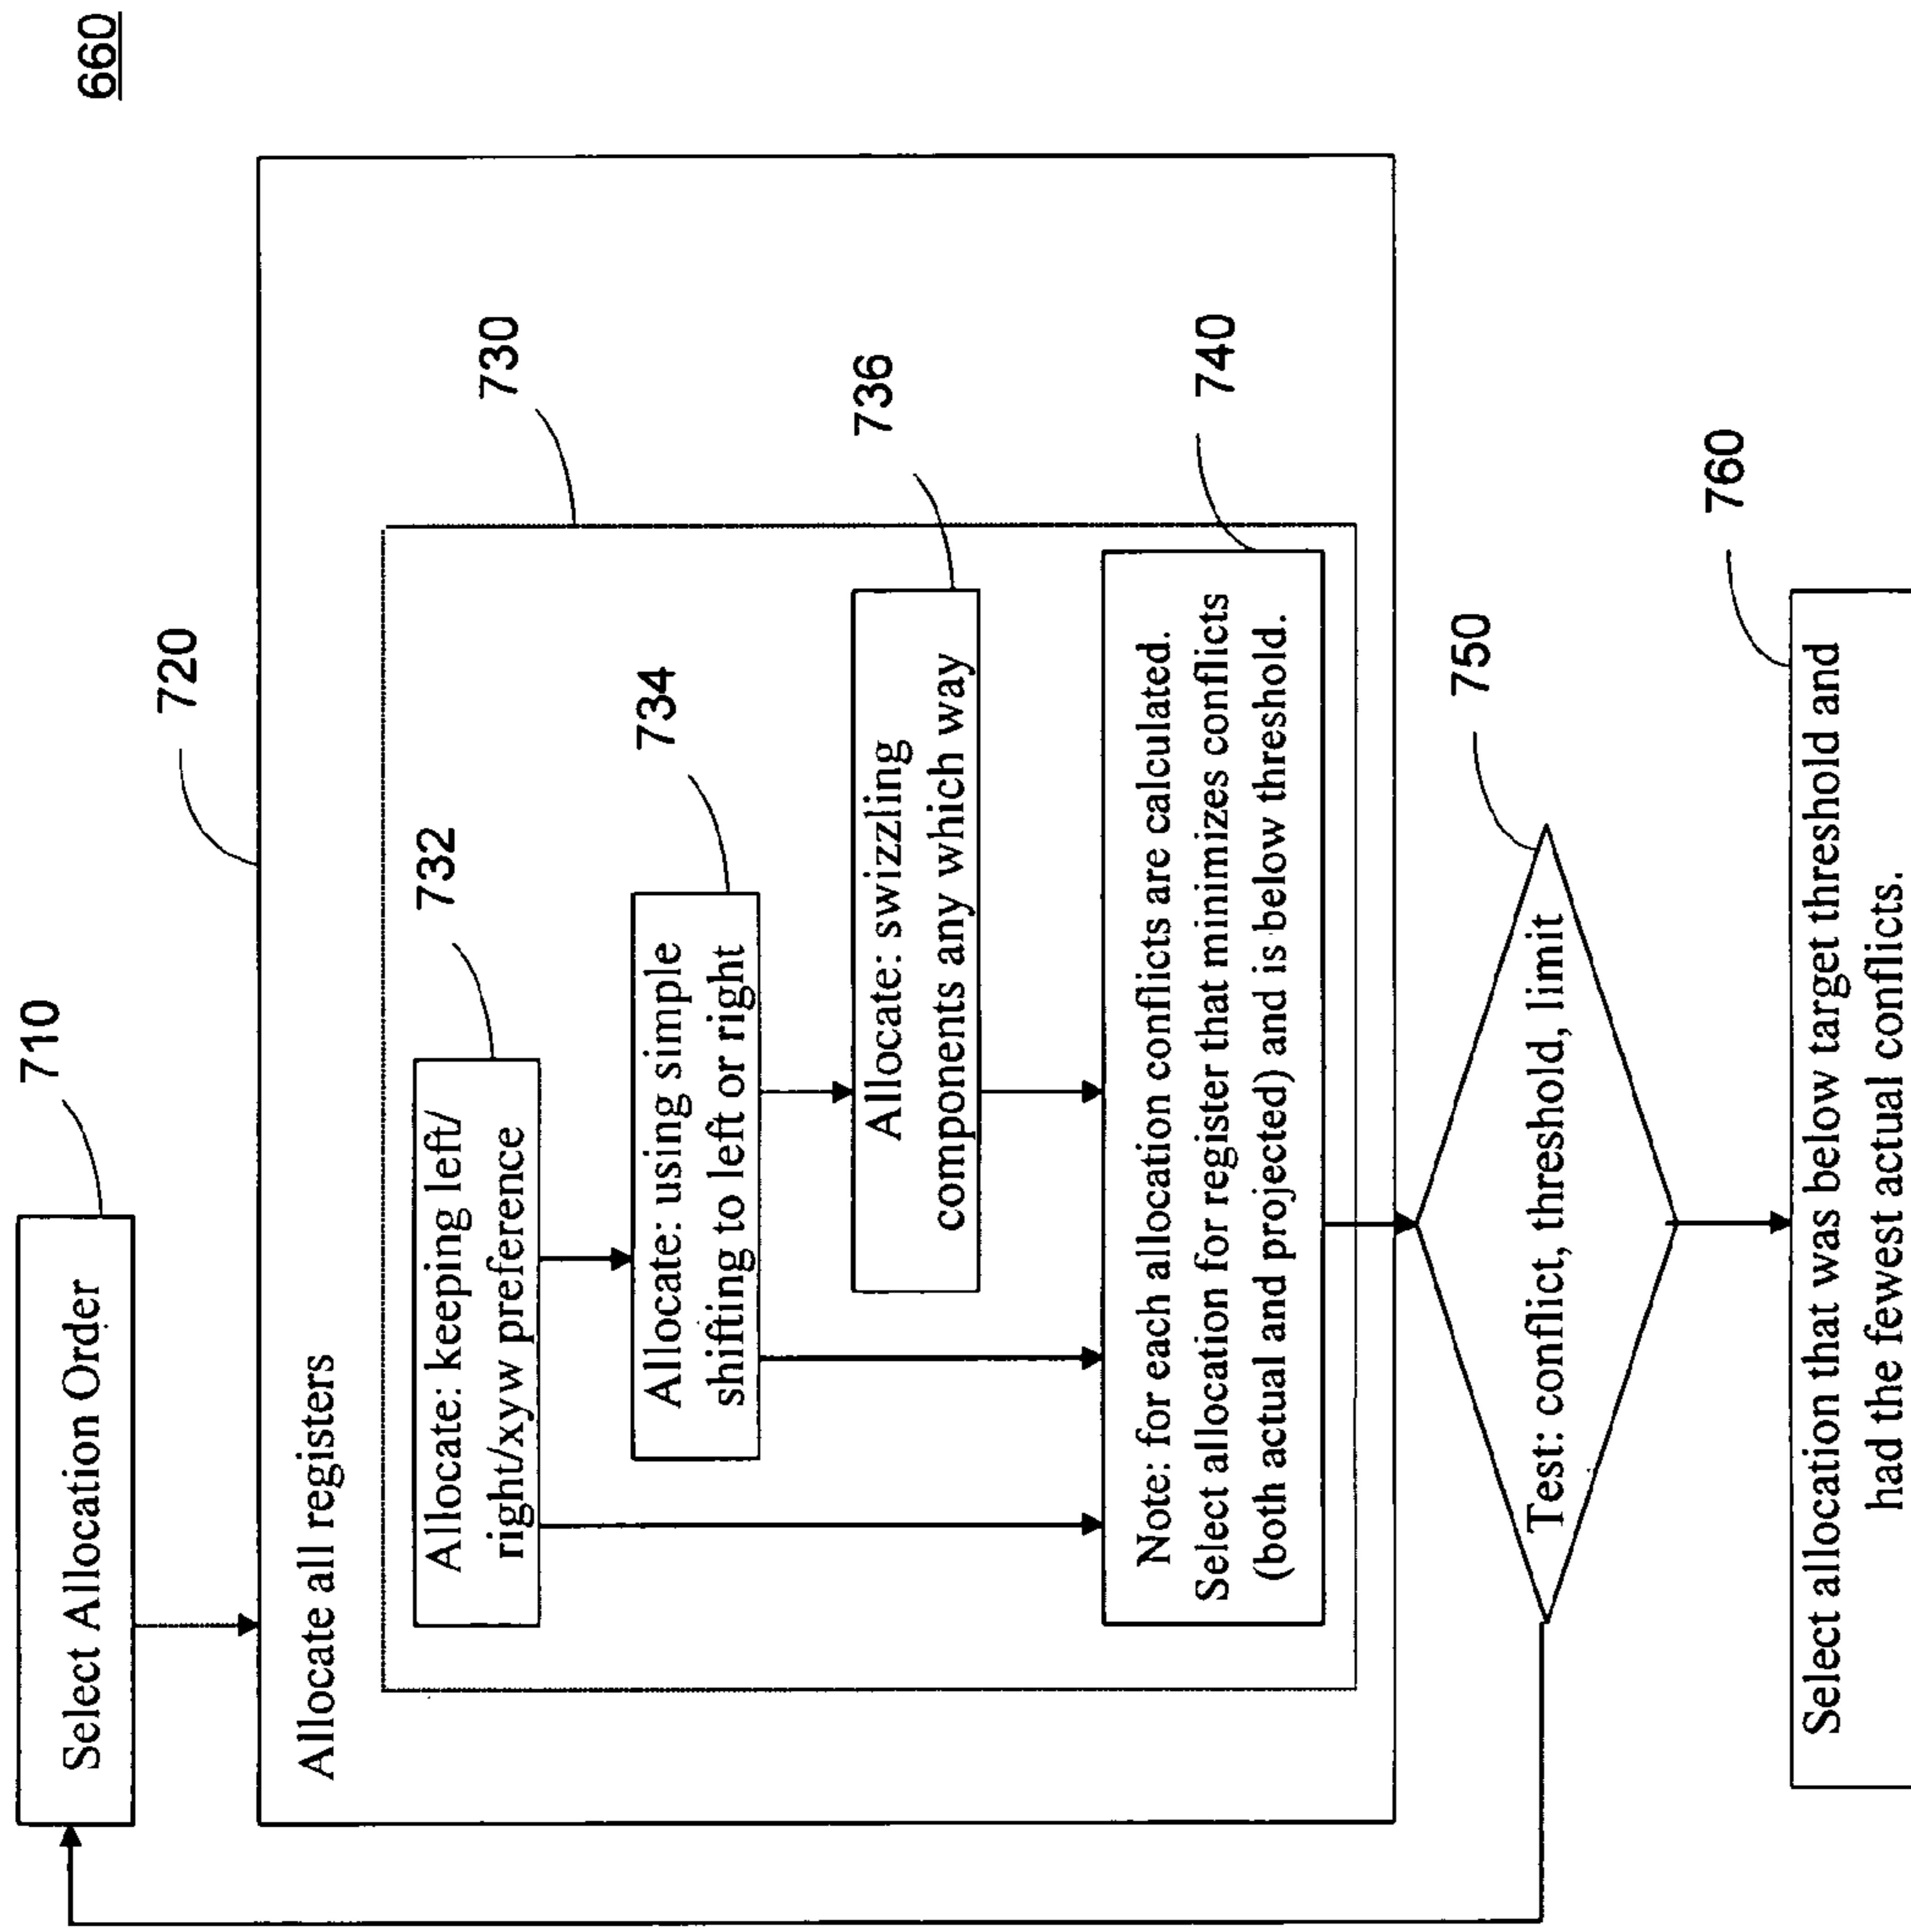 660
710
Select Allocation Order
720
Allocate all registers
730
732
Allocate: keeping left/
right/xyw preference
734
Allocate: using simple
shifting to left or right
736
Allocate: swizzling
components any which way
740
Note: for each allocation conflicts are calculated.
Select allocation for register that minimizes conflicts
(both actual and projected) and is below threshold.
750
Test: conflict, threshold, limit
760
Select allocation that was below target threshold and
had the fewest actual conflicts.